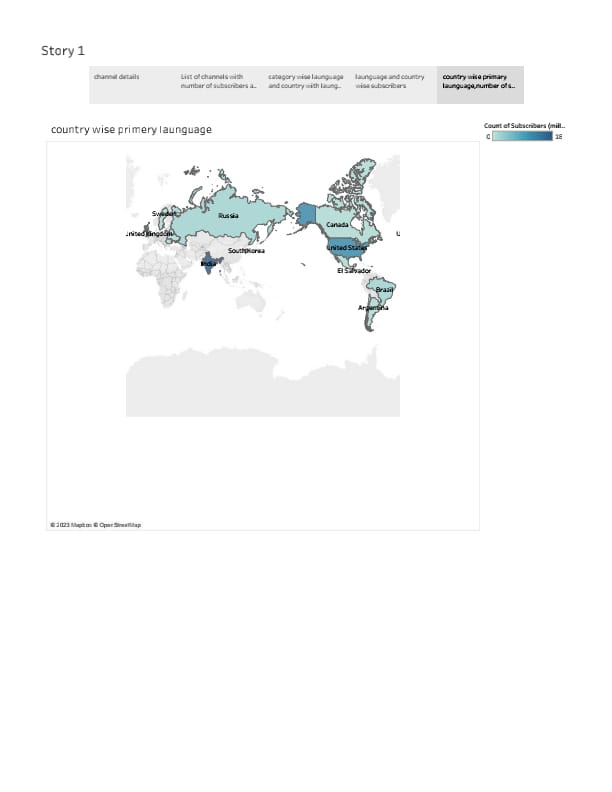 Story 1
channel details
List of channels with
number of subscribers a..
category wise launguage
and country with laung..
launguage and country
wise subscribers
country wise primary
launguage,number of s..
country wise primery launguage
Count of Subscribers (mill..
0
18
Sweden
Russia
Canada
United Kingdom
U
United States
South Korea
India
El Salvador
Brazil
Argentina
© 2023 Mapbox © OpenStreetMap